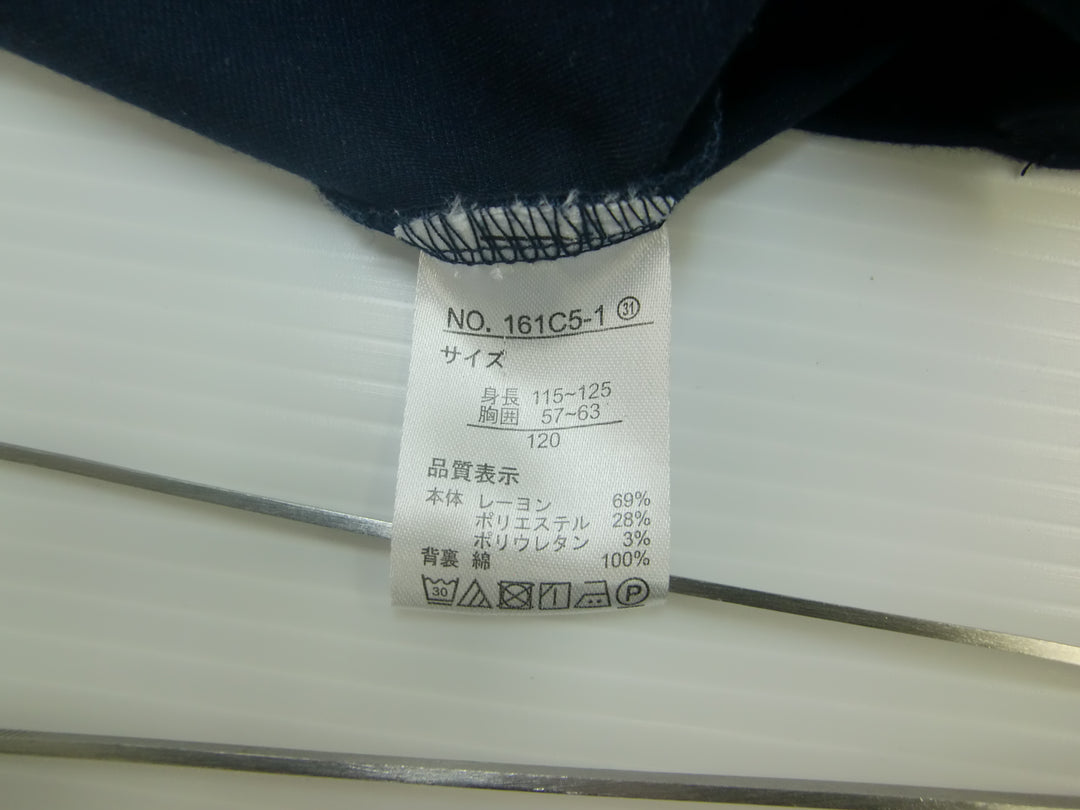 NO. 161C5-1 ㉛
サイズ
身長 115~125
胸囲 57~63
120
品質表示
本体 レーヨン 69%
ポリエステル 28%
ポリウレタン 3%
背裏 綿 100%
30 P